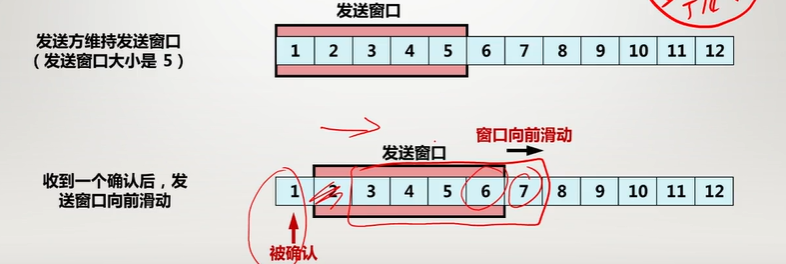 发送窗口
发送方维持发送窗口
（发送窗口大小是 5）
1 2 3 4 5 6 7 8 9 10 11 12
窗口向前滑动
发送窗口
收到一个确认后，发
送窗口向前滑动
1 2 3 4 5 6 7 8 9 10 11 12
被确认